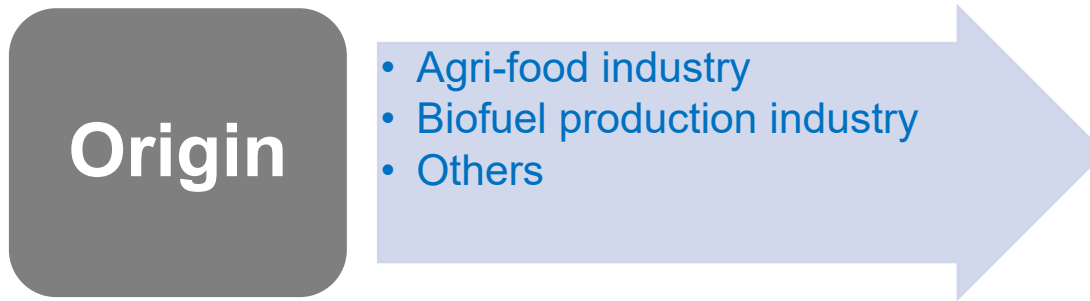 Origin
• Agri-food industry
• Biofuel production industry
• Others